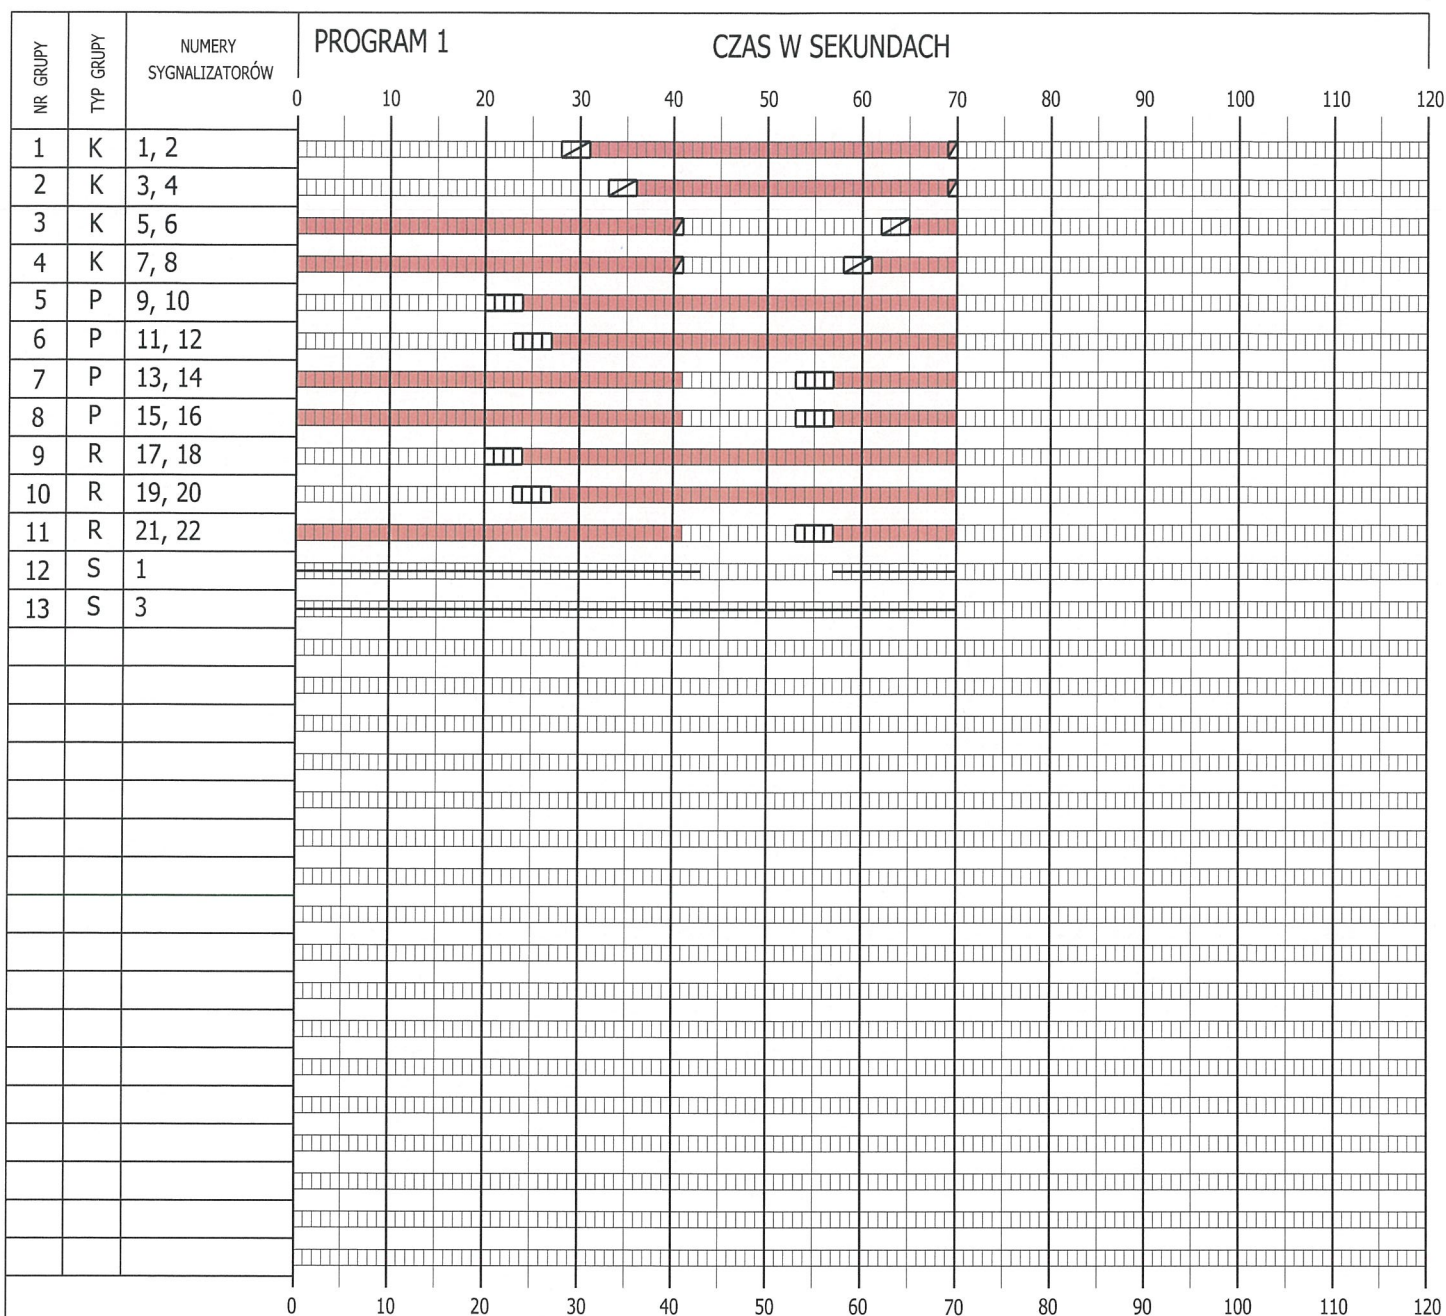 NR GRUPY
TYP GRUPY
NUMERY
SYGNALIZATORÓW
PROGRAM 1
CZAS W SEKUNDACH
0 10 20 30 40 50 60 70 80 90 100 110 120
1 K 1, 2
2 K 3, 4
3 K 5, 6
4 K 7, 8
5 P 9, 10
6 P 11, 12
7 P 13, 14
8 P 15, 16
9 R 17, 18
10 R 19, 20
11 R 21, 22
12 S 1
13 S 3
0 10 20 30 40 50 60 70 80 90 100 110 120